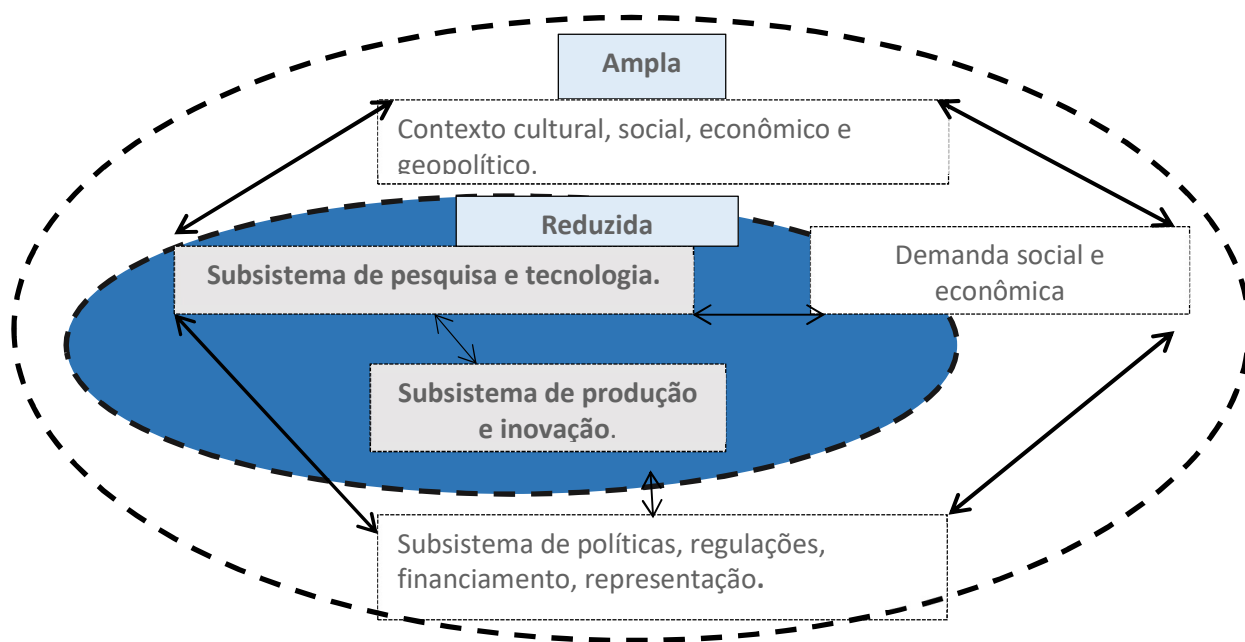 Ampla
Contexto cultural, social, econômico e
geopolítico.
Reduzida
Subsistema de pesquisa e tecnologia.
Demanda social e
econômica
Subsistema de produção
e inovação.
Subsistema de políticas, regulações,
financiamento, representação.